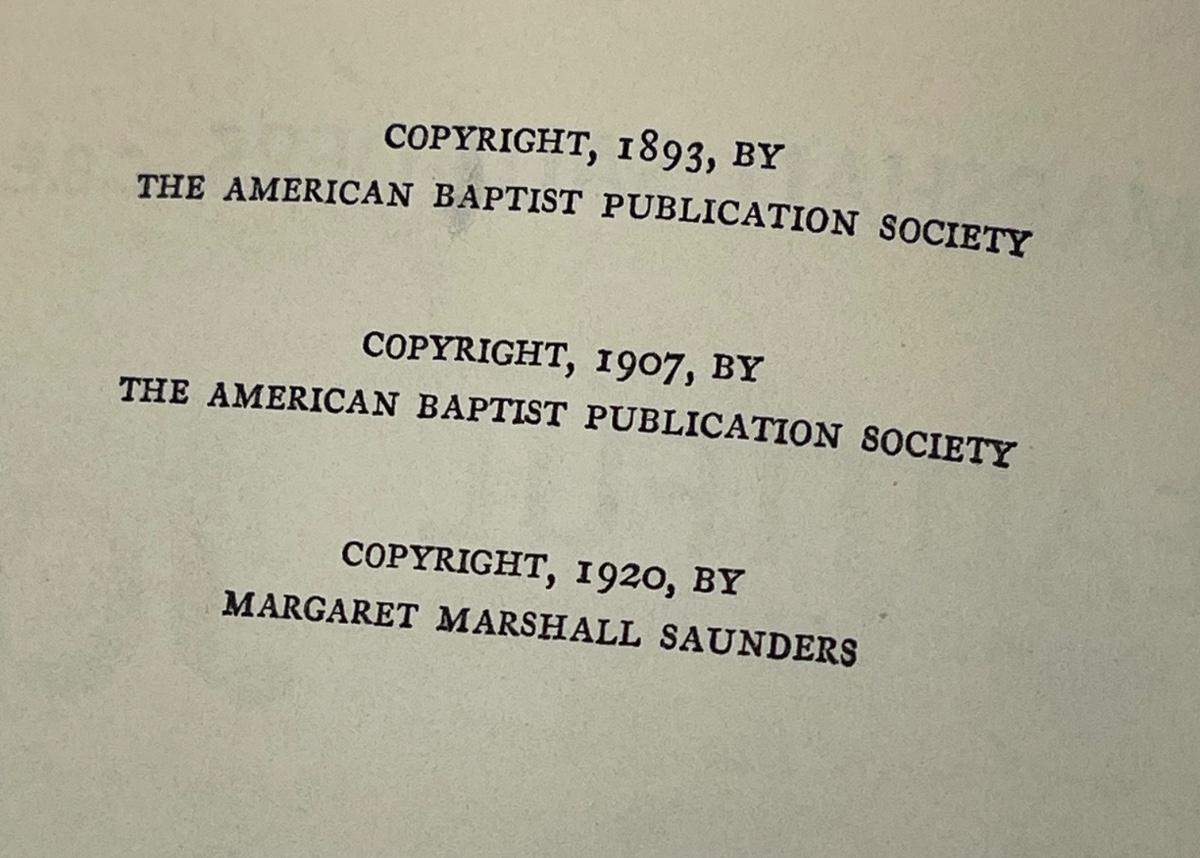 COPYRIGHT, 1893, BY
THE AMERICAN BAPTIST PUBLICATION SOCIETY
COPYRIGHT, 1907, BY
THE AMERICAN BAPTIST PUBLICATION SOCIETY
COPYRIGHT, 1920, BY
MARGARET MARSHALL SAUNDERS